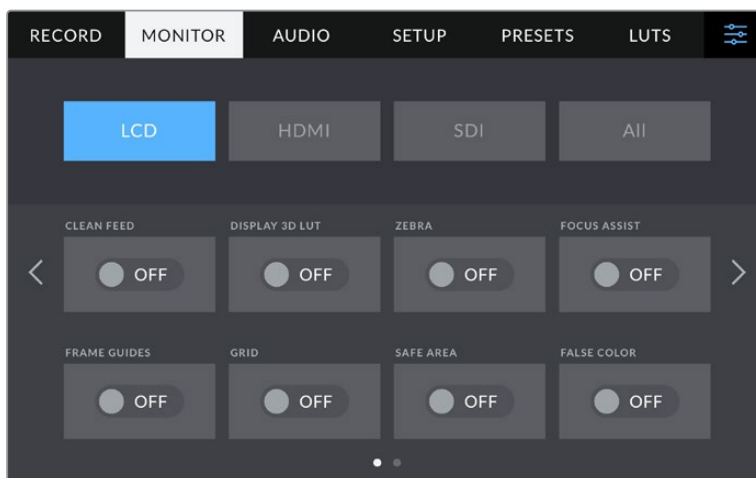 RECORD MONITOR AUDIO SETUP PRESETS LUTS
LCD HDMI SDI All
CLEAN FEED DISPLAY 3D LUT ZEBRA FOCUS ASSIST
OFF OFF OFF OFF
FRAME GUIDES GRID SAFE AREA FALSE COLOR
OFF OFF OFF OFF